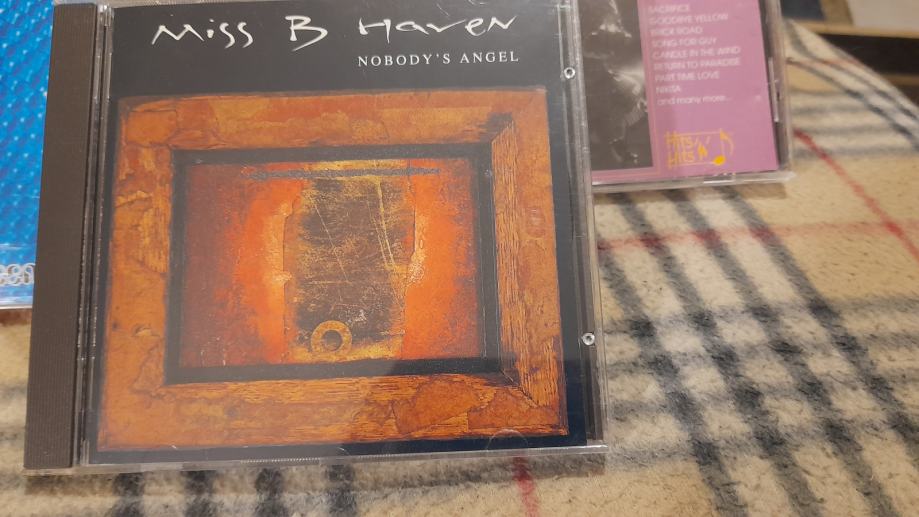 Miss B Haven
NOBODY'S ANGEL
SACRIFICE
GOODBYE YELLOW
BRICK ROAD
SONG FOR GUY
CANDLE IN THE WIND
RETURN TO PARADISE
PART TIME LOVE
NIKITA
and many more...
Hits
Hits